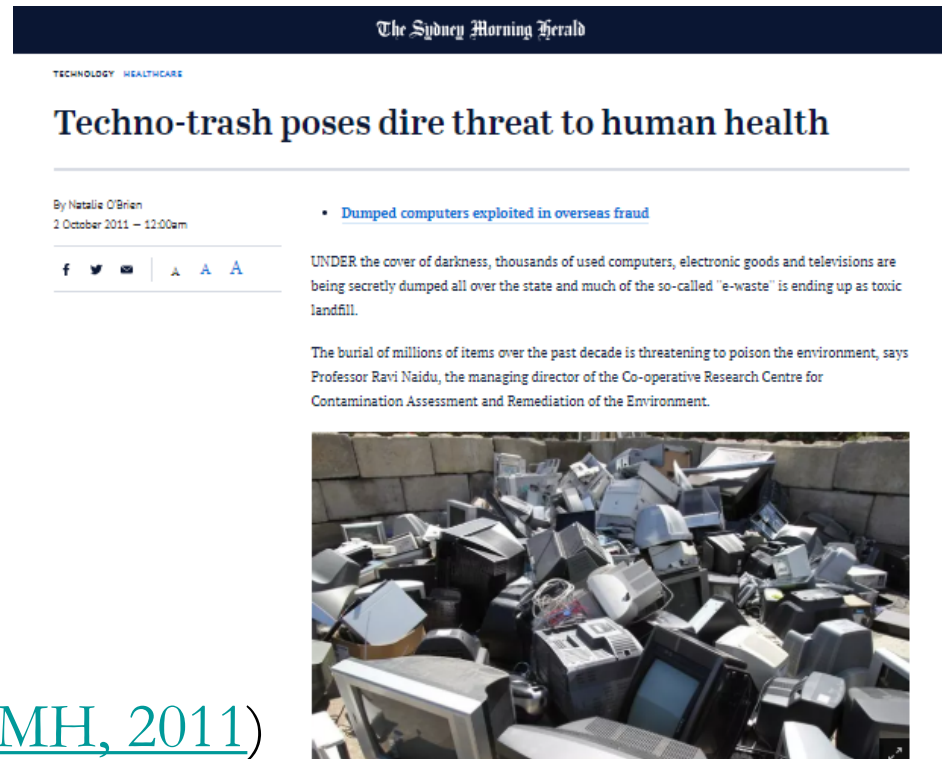 The Sydney Morning Herald
TECHNOLOGY HEALTHCARE
Techno-trash poses dire threat to human health
By Natalie O'Brien
2 October 2011 — 12:00am
A A A
• Dumped computers exploited in overseas fraud
UNDER the cover of darkness, thousands of used computers, electronic goods and televisions are
being secretly dumped all over the state and much of the so-called "e-waste" is ending up as toxic
landfill.
The burial of millions of items over the past decade is threatening to poison the environment, says
Professor Ravi Naidu, the managing director of the Co-operative Research Centre for
Contamination Assessment and Remediation of the Environment.
MH, 2011)